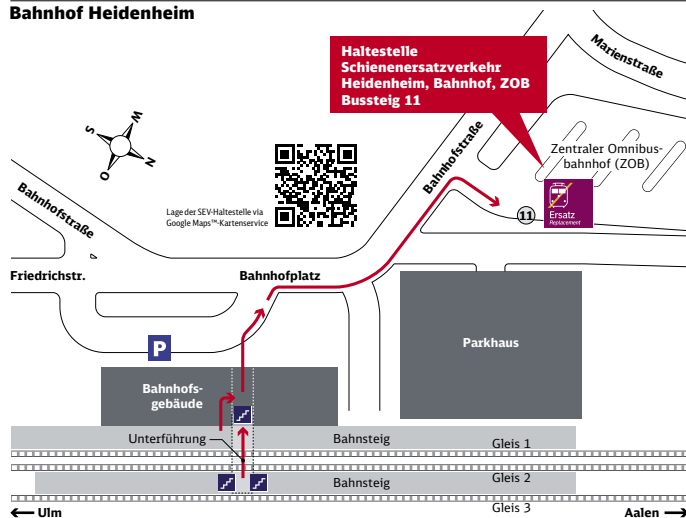 Bahnhof Heidenheim
Haltestelle
Schienenersatzverkehr
Heidenheim, Bahnhof, ZOB
Bussteig 11
Marienstraße
W
S
N
O
Zentraler Omnibus-
bahnhof (ZOB)
Bahnhofstraße
Bahnhofstraße
Lage der SEV-Haltestelle via
Google Maps™-Kartenservice
11
Ersatz
Replacement
Friedrichstr.
Bahnhofplatz
P
Parkhaus
Bahnhofs-
gebäude
Unterführung
Bahnsteig
Gleis 1
Bahnsteig
Gleis 2
Gleis 3
← Ulm
Aalen →